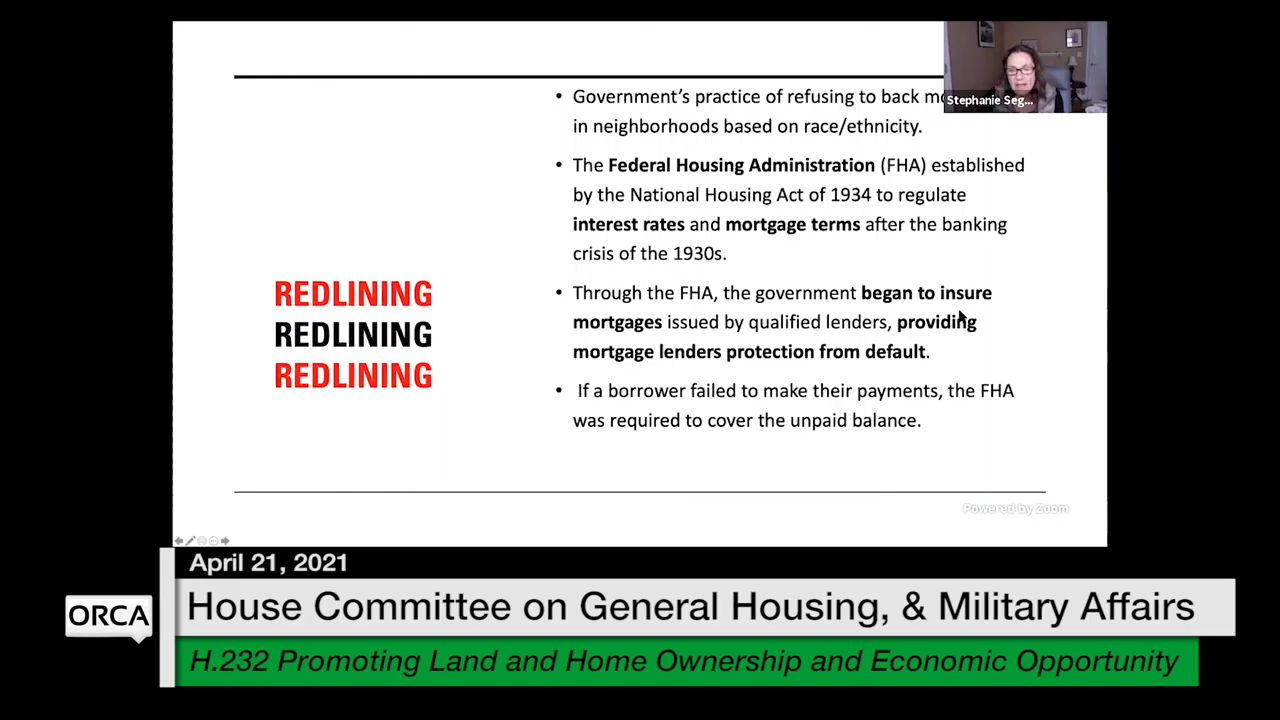 • Government's practice of refusing to back
in neighborhoods based on race/ethnicity.
Stephanie Seg...
• The Federal Housing Administration (FHA) established
by the National Housing Act of 1934 to regulate
interest rates and mortgage terms after the banking
crisis of the 1930s.
REDLINING
REDLINING
REDLINING
• Through the FHA, the government began to insure
mortgages issued by qualified lenders, providing
mortgage lenders protection from default.
• If a borrower failed to make their payments, the FHA
was required to cover the unpaid balance.
Powered by Zoom
April 21, 2021
ORCA
House Committee on General Housing, & Military Affairs
H.232 Promoting Land and Home Ownership and Economic Opportunity